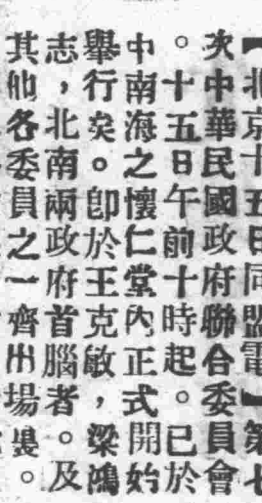 【北京十五日同盟電】第七
次中華民國政府聯合委員會
。十五日午前十時起。已於
中南海之懷仁堂內正式開始
舉行矣。卽於王克敏，梁鴻
志，北南兩政府首腦者。及
其他各委員之一齊出場。